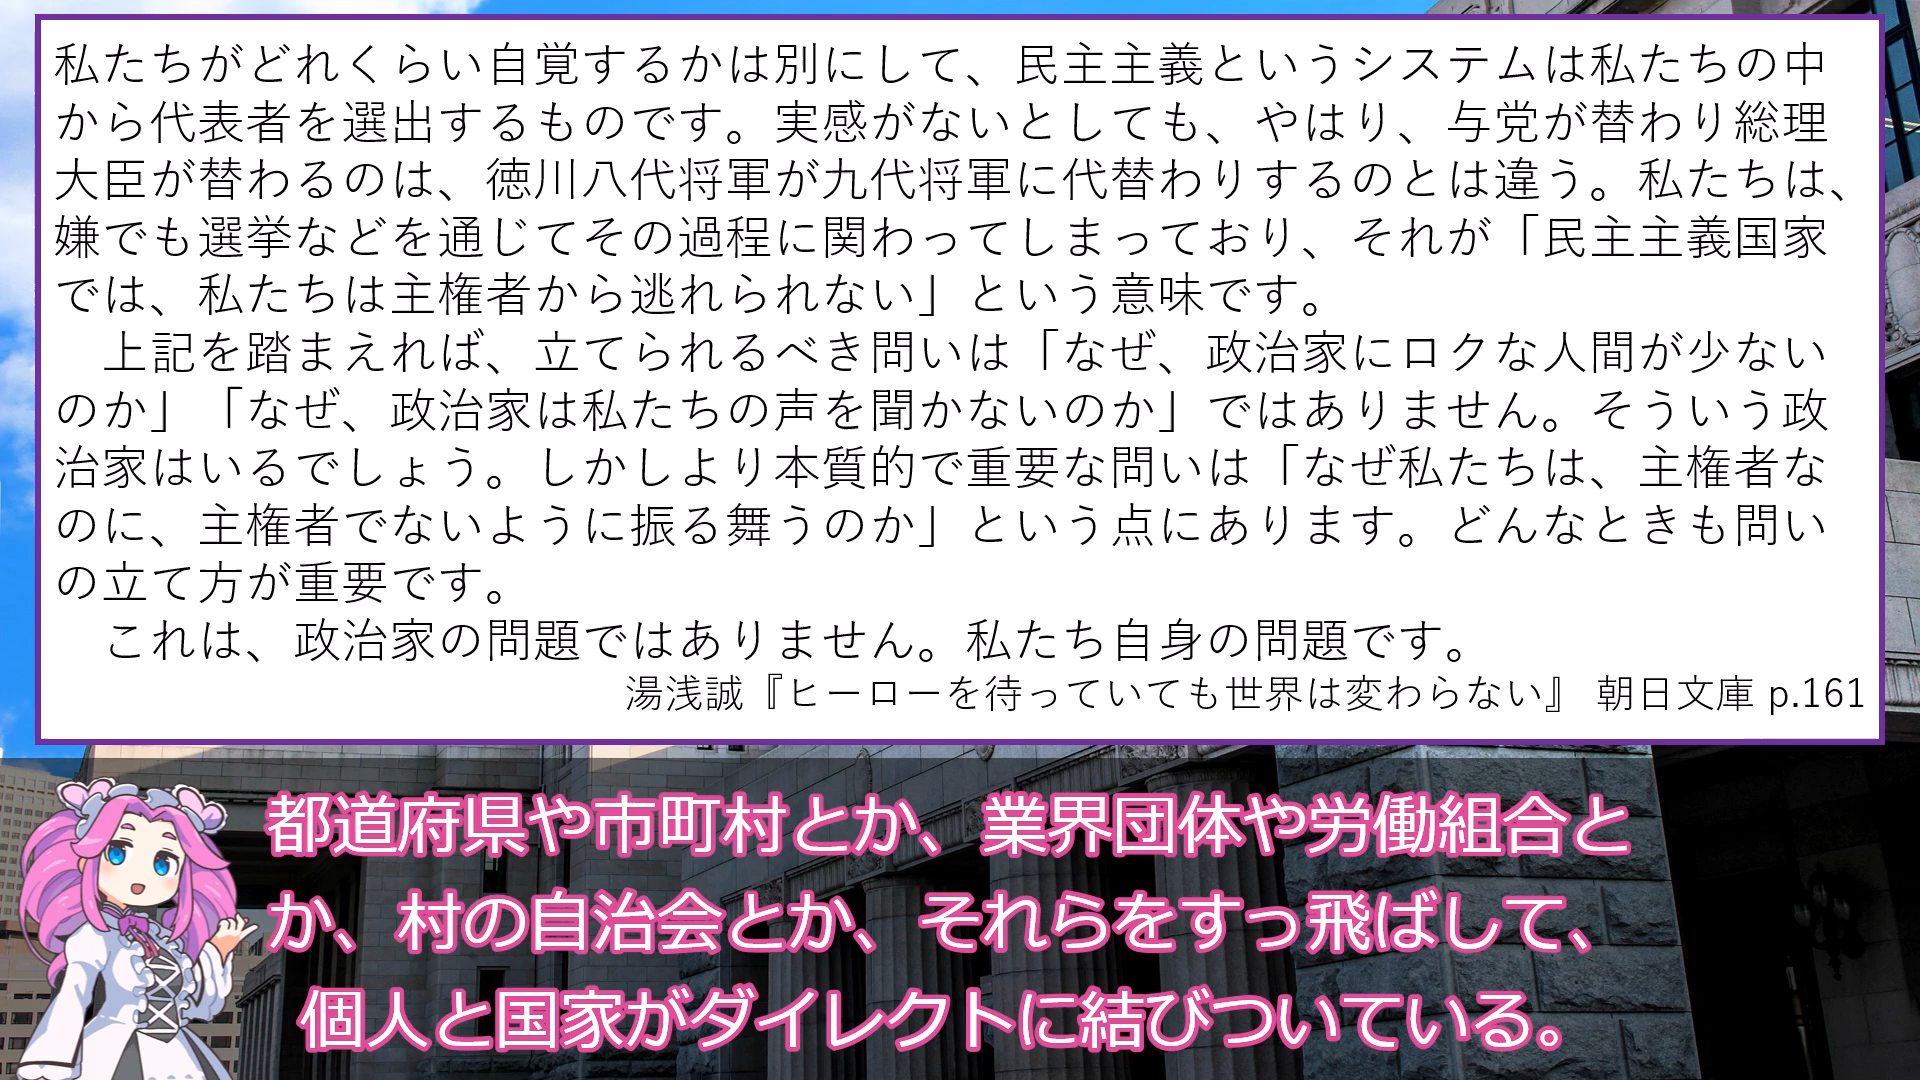 私たちがどれくらい自覚するかは別にして、民主主義というシステムは私たちの中
から代表者を選出するものです。実感がないとしても、やはり、与党が替わり総理
大臣が替わるのは、徳川八代将軍が九代将軍に代替わりするのとは違う。私たちは、
嫌でも選挙などを通じてその過程に関わってしまっており、それが「民主主義国家
では、私たちは主権者から逃れられない」という意味です。
　上記を踏まえれば、立てられるべき問いは「なぜ、政治家にロクな人間が少ない
のか」「なぜ、政治家は私たちの声を聞かないのか」ではありません。そういう政
治家はいるでしょう。しかしより本質的で重要な問いは「なぜ私たちは、主権者な
のに、主権者でないように振る舞うのか」という点にあります。どんなときも問い
の立て方が重要です。
　これは、政治家の問題ではありません。私たち自身の問題です。
湯浅誠『ヒーローを待っていても世界は変わらない』 朝日文庫 p.161
都道府県や市町村とか、業界団体や労働組合と
か、村の自治会とか、それらをすっ飛ばして、
個人と国家がダイレクトに結びついている。